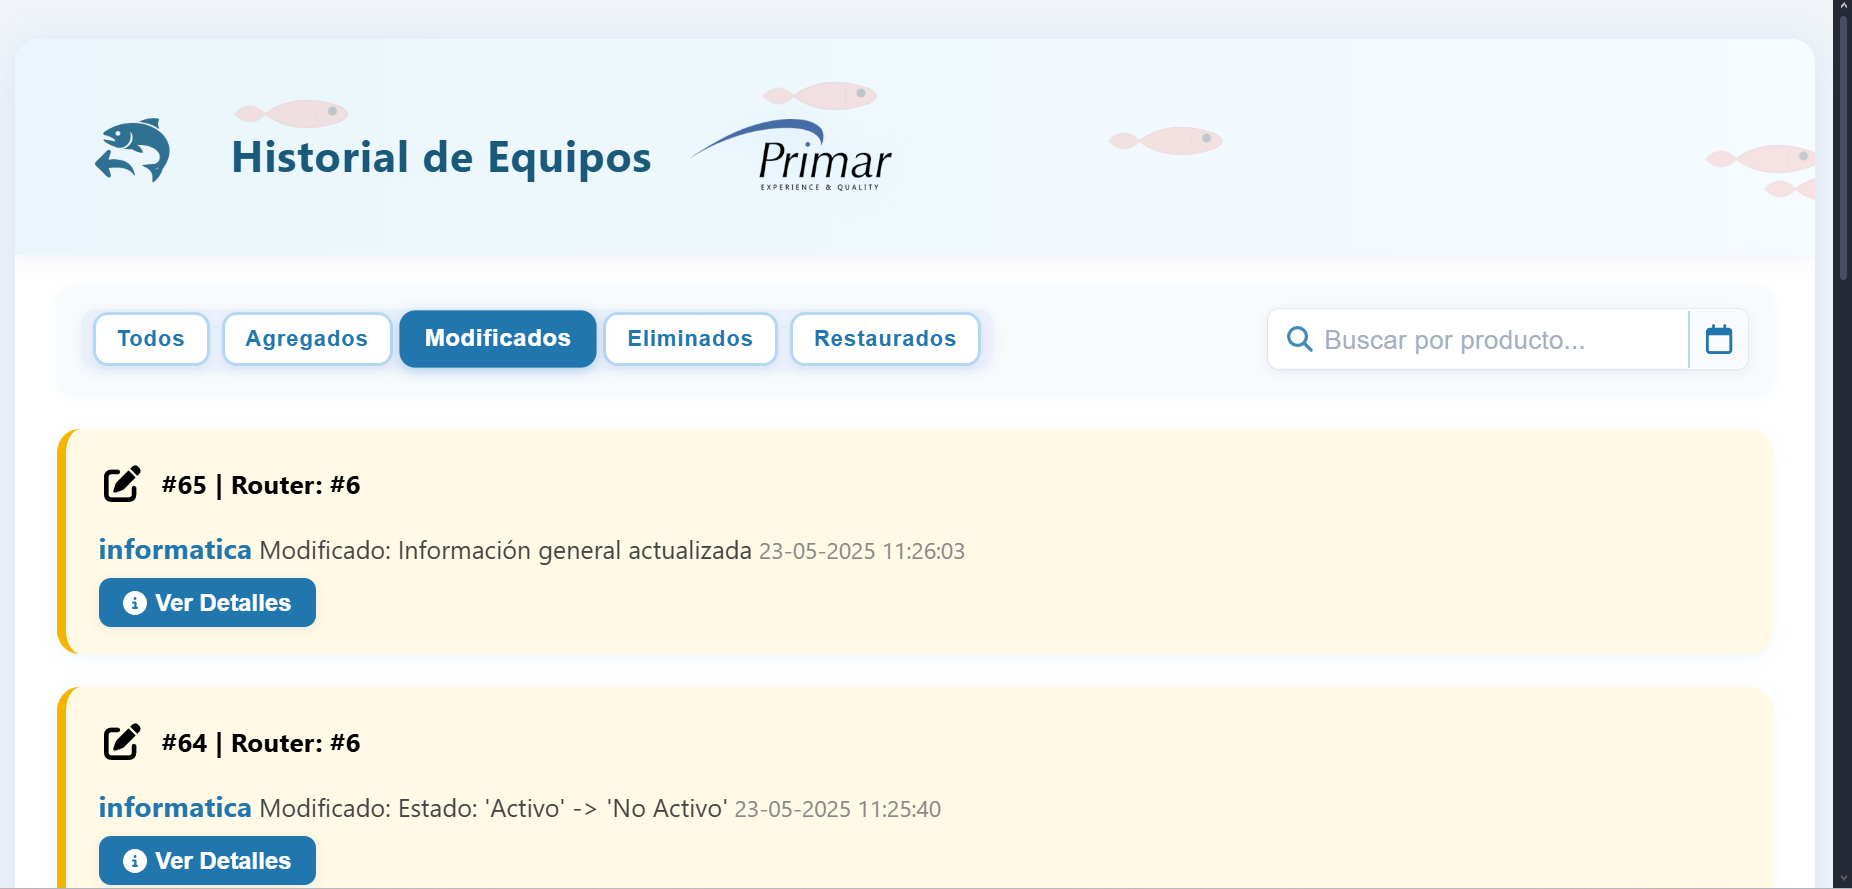 Historial de Equipos
Primar
EXPERIENCE & QUALITY
Todos
Agregados
Modificados
Eliminados
Restaurados
Buscar por producto...
#65 | Router: #6
informatica Modificado: Información general actualizada 23-05-2025 11:26:03
Ver Detalles
#64 | Router: #6
informatica Modificado: Estado: 'Activo' -> 'No Activo' 23-05-2025 11:25:40
Ver Detalles